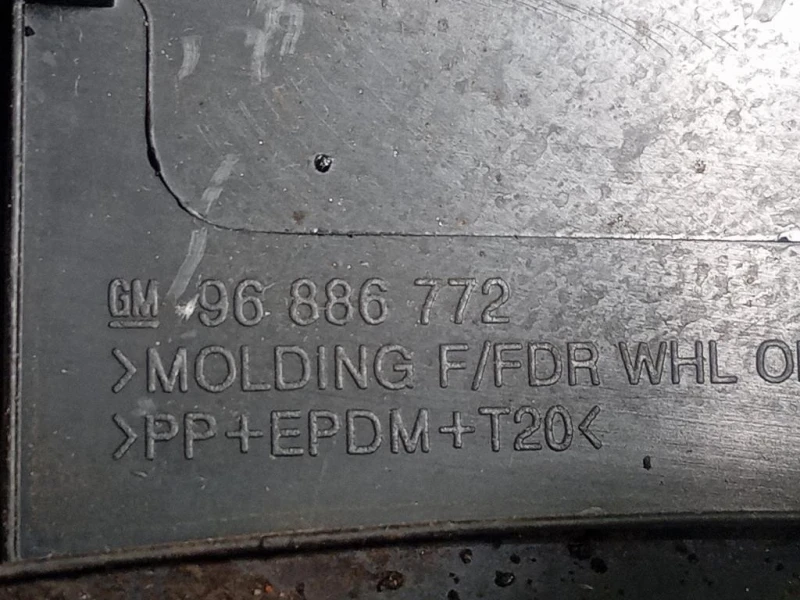 GM 96 886 772
>MOLDING F/FDR WHL
>PP+EPDM+T20<